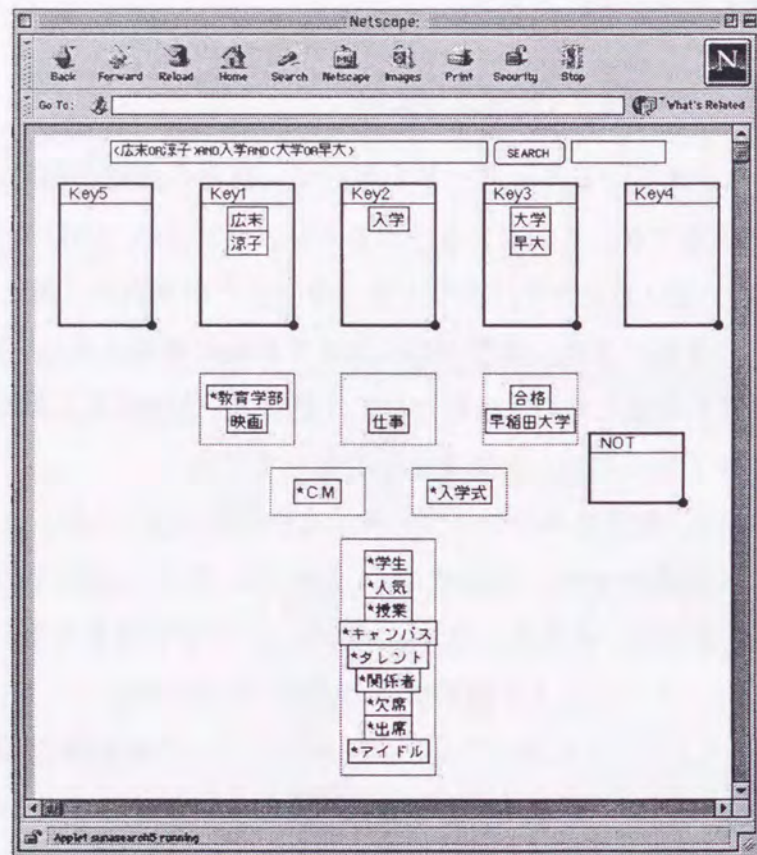 Netscape:
Back Forward Reload Home Search Netscape Images Print Security Stop
N
Go To: What's Related
(広末OR涼子)AND入学AND(大学OR早大) SEARCH
Key5 Key1 Key2 Key3 Key4
広末 入学 大学
涼子 早大
*教育学部 合格
映画 仕事 早稲田大学
NOT
*C.M *入学式
*学生
*人気
*授業
*キャンパス
*タレント
*関係者
*欠席
*出席
*アイドル
Applet sunasearch5 running